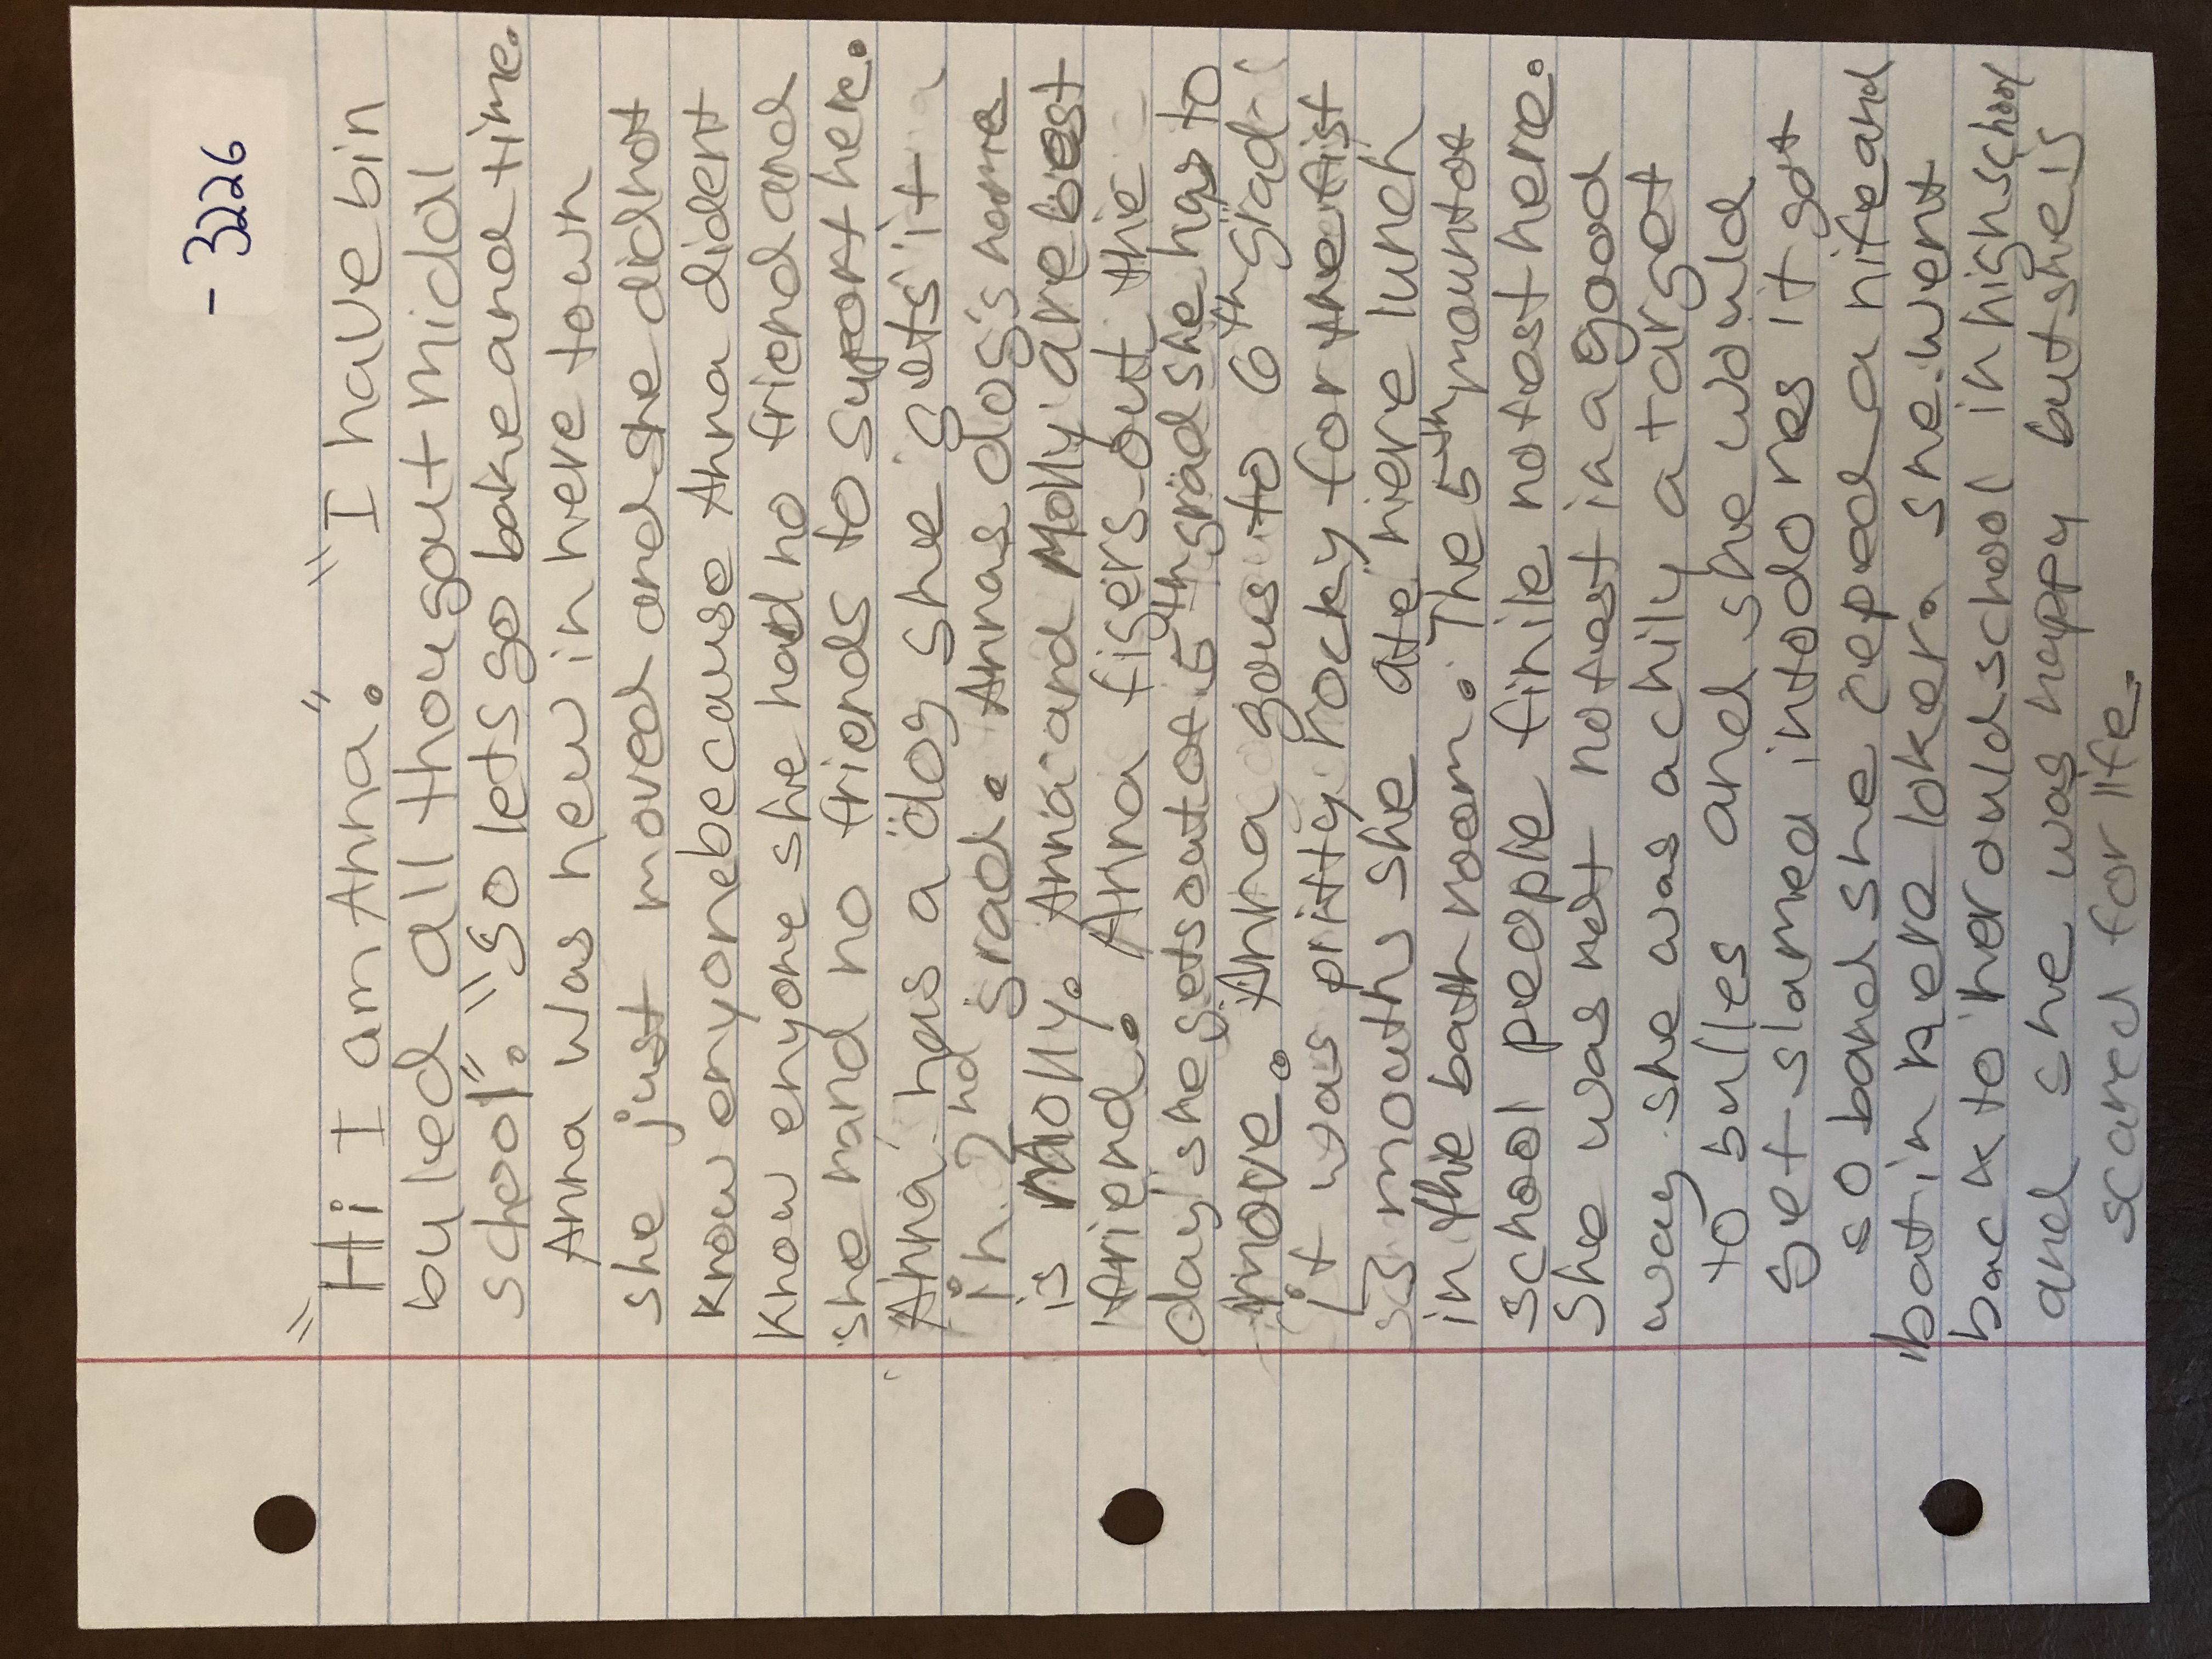 - 3226
"Hi I am Anna". "I have bin
buled all thougout midal
school". "So lets go bake and time.
Anna was new in here town
she just moved and she did not
know enyone because Anna dident
know enyone she had no friend and
she hand no friends to suport here.
Anna has a dog she gets it
in 2nd grad. Annas dog's name
is Molly. Anna and Molly are best
friend. Anna figers out the
day she gets out of 5th grad she has to
move. Anna gous to 6th grad
it was pritty rocky for the fist
3 mouths she ate here lunch
in the bath room. The 5th mount of
school people finile notest here.
She was not notest in a good
way she was achily a target
to bulles and she would
get slamed into dores it got
so band she ceped a nife and
bat in here loker. she went
back to her ould school in high school
and she was happy but she is
scared for life.